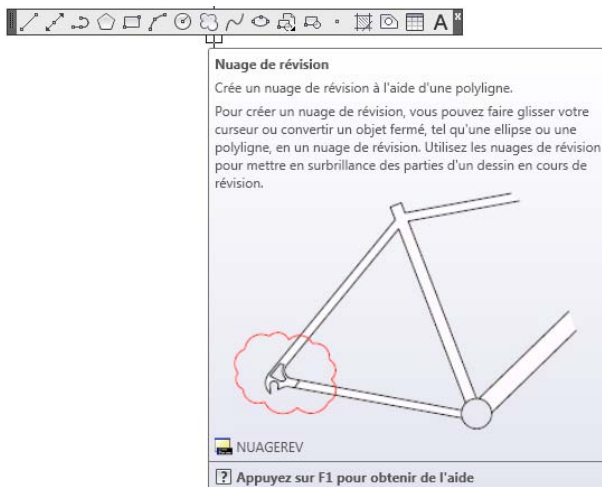 A
Nuage de révision
Crée un nuage de révision à l'aide d'une polyligne.
Pour créer un nuage de révision, vous pouvez faire glisser votre
curseur ou convertir un objet fermé, tel qu'une ellipse ou une
polyligne, en un nuage de révision. Utilisez les nuages de révision
pour mettre en surbrillance des parties d'un dessin en cours de
révision.
NUAGEREV
? Appuyez sur F1 pour obtenir de l'aide